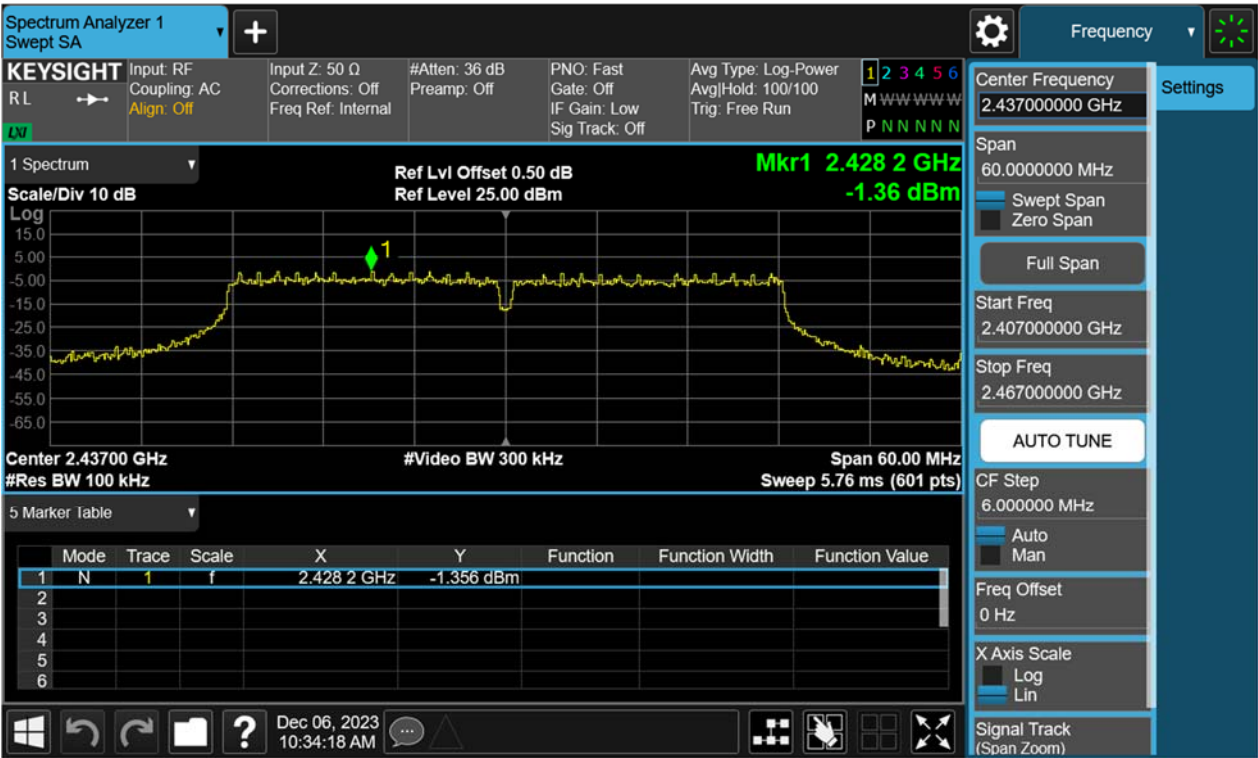 Spectrum Analyzer 1
Swept SA
+
Frequency
KEYSIGHT
RL
LXI
Input: RF
Coupling: AC
Align: Off
Input Z: 50 Ω
Corrections: Off
Freq Ref: Internal
#Atten: 36 dB
Preamp: Off
PNO: Fast
Gate: Off
IF Gain: Low
Sig Track: Off
Avg Type: Log-Power
Avg|Hold: 100/100
Trig: Free Run
1 2 3 4 5 6
M W W W W W
P N N N N N
1 Spectrum
Scale/Div 10 dB
Ref Lvl Offset 0.50 dB
Ref Level 25.00 dBm
Mkr1 2.428 2 GHz
-1.36 dBm
Log
15.0
5.00
-5.00
-15.0
-25.0
-35.0
-45.0
-55.0
-65.0
1
Center 2.43700 GHz
#Res BW 100 kHz
#Video BW 300 kHz
Span 60.00 MHz
Sweep 5.76 ms (601 pts)
5 Marker Table
Mode Trace Scale X Y Function Function Width Function Value
1 N 1 f 2.428 2 GHz -1.356 dBm
2
3
4
5
6
?
Dec 06, 2023
10:34:18 AM
Center Frequency
2.437000000 GHz
Settings
Span
60.0000000 MHz
Swept Span
Zero Span
Full Span
Start Freq
2.407000000 GHz
Stop Freq
2.467000000 GHz
AUTO TUNE
CF Step
6.000000 MHz
Auto
Man
Freq Offset
0 Hz
X Axis Scale
Log
Lin
Signal Track
(Span Zoom)